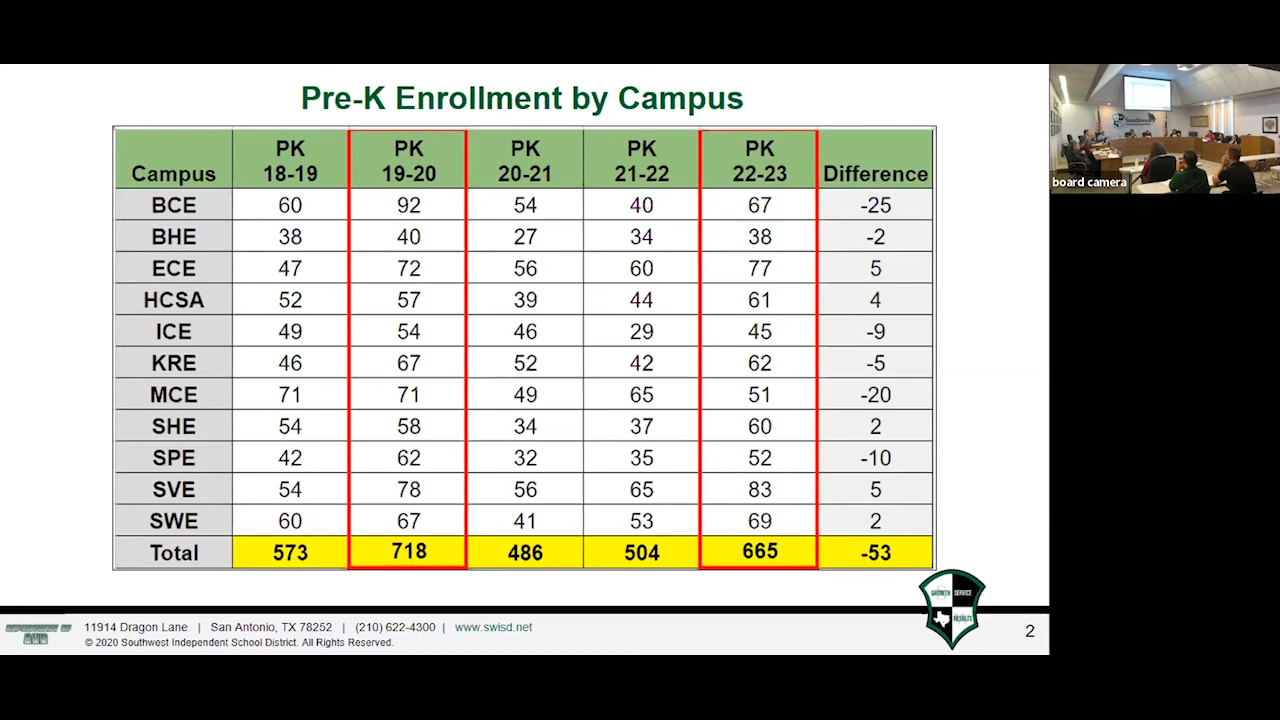 Pre-K Enrollment by Campus
Campus PK 18-19 PK 19-20 PK 20-21 PK 21-22 PK 22-23 Difference
BCE 60 92 54 40 67 -25
BHE 38 40 27 34 38 -2
ECE 47 72 56 60 77 5
HCSA 52 57 39 44 61 4
ICE 49 54 46 29 45 -9
KRE 46 67 52 42 62 -5
MCE 71 71 49 65 51 -20
SHE 54 58 34 37 60 2
SPE 42 62 32 35 52 -10
SVE 54 78 56 65 83 5
SWE 60 67 41 53 69 2
Total 573 718 486 504 665 -53
board camera
GROWTH SERVICE
RESULTS
11914 Dragon Lane | San Antonio, TX 78252 | (210) 622-4300 | www.swisd.net
© 2020 Southwest Independent School District. All Rights Reserved.
2